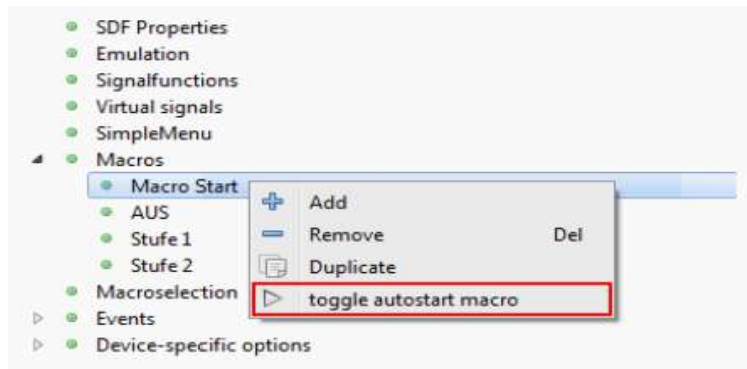 SDF Properties
Emulation
Signalfunctions
Virtual signals
SimpleMenu
Macros
Macro Start
AUS
Stufe 1
Stufe 2
Macroselection
Events
Device-specific options
Add
Remove Del
Duplicate
toggle autostart macro